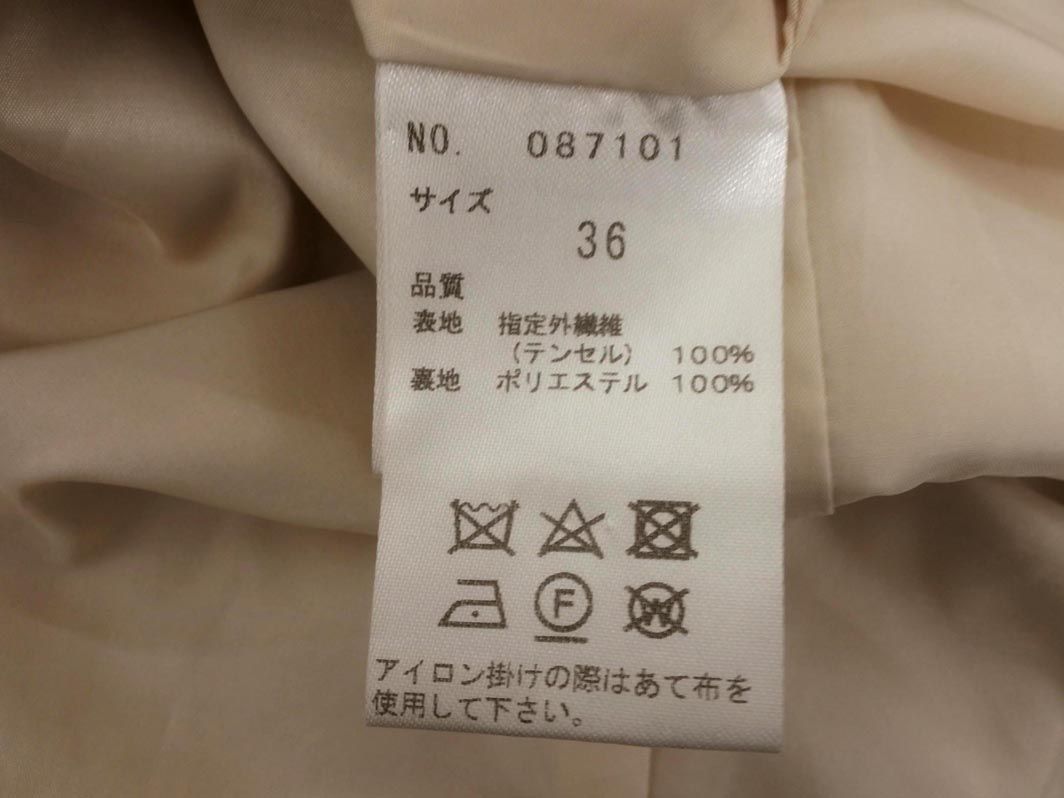 NO. 087101
サイズ
36
品質
表地 指定外繊維
(テンセル) 100%
裏地 ポリエステル 100%
F
W
アイロン掛けの際はあて布を
使用して下さい。